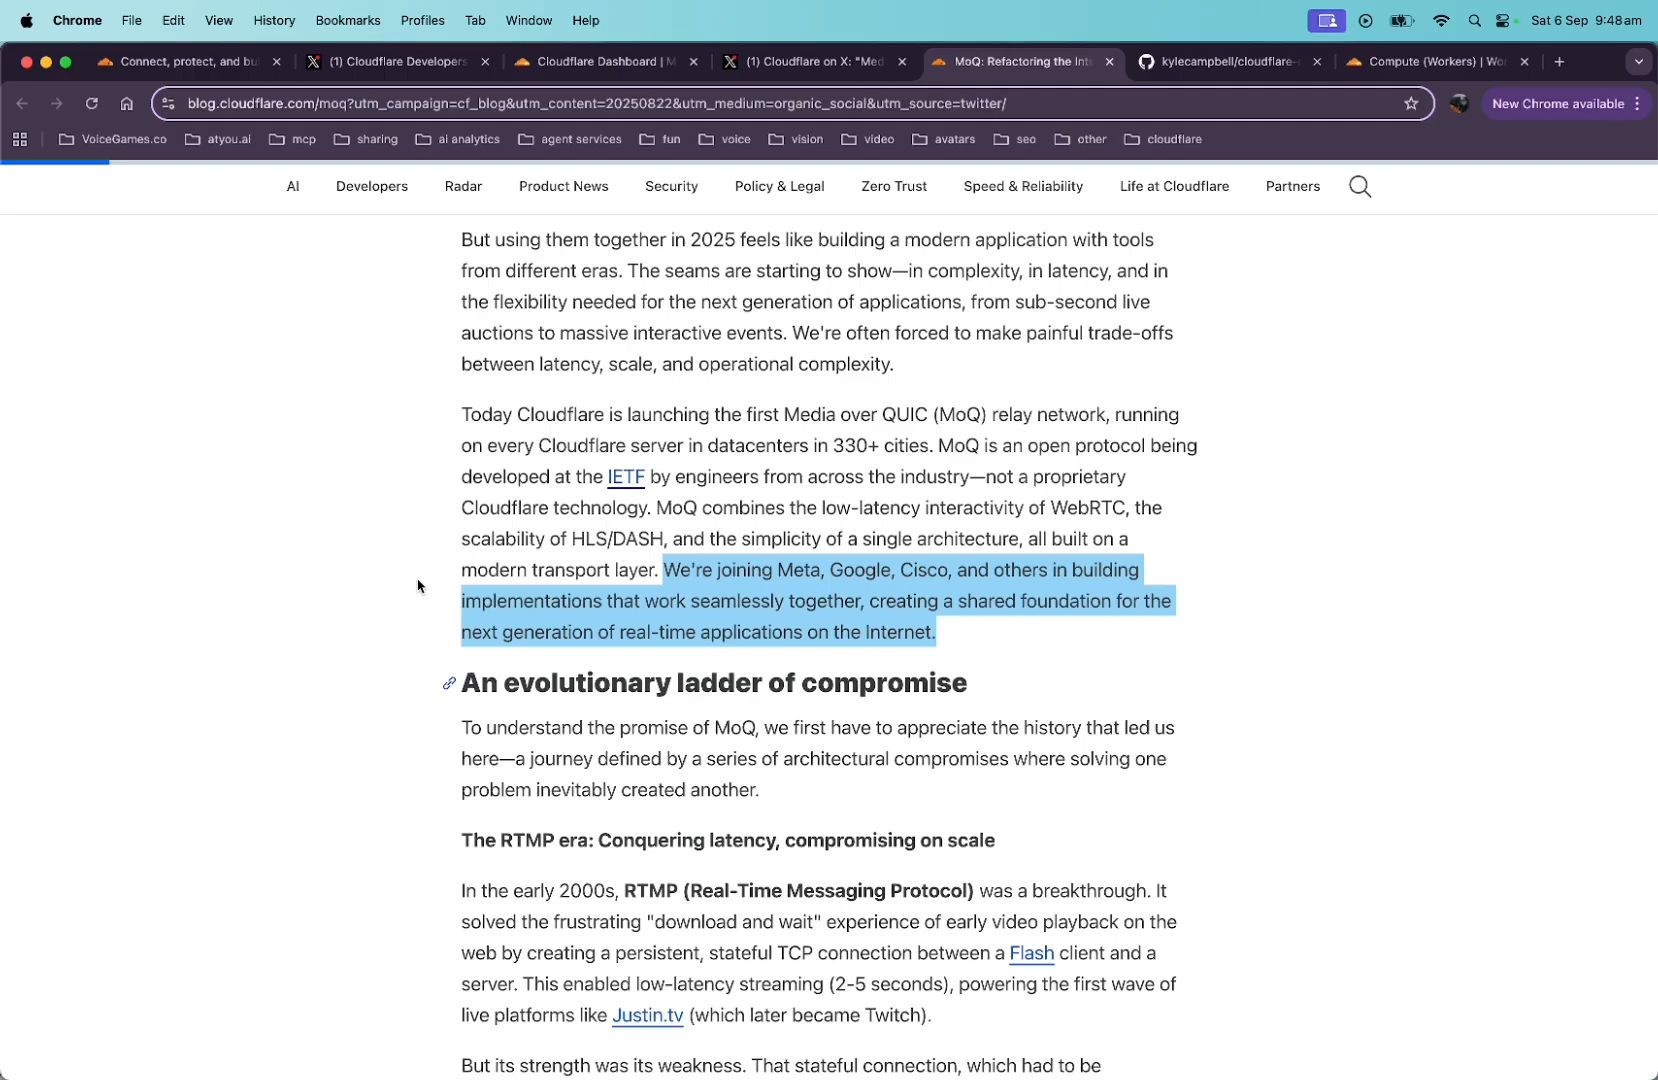 Chrome File Edit View History Bookmarks Profiles Tab Window Help Sat 6 Sep 9:48 am
Connect, protect, and bu (1) Cloudflare Developers Cloudflare Dashboard | M (1) Cloudflare on X: "Med MoQ: Refactoring the Inte kylecampbell/cloudflare- Compute (Workers) | Wor
blog.cloudflare.com/moq?utm_campaign=cf_blog&utm_content=20250822&utm_medium=organic_social&utm_source=twitter/ New Chrome available
VoiceGames.co atyou.ai mcp sharing ai analytics agent services fun voice vision video avatars seo other cloudflare
AI Developers Radar Product News Security Policy & Legal Zero Trust Speed & Reliability Life at Cloudflare Partners
But using them together in 2025 feels like building a modern application with tools
from different eras. The seams are starting to show—in complexity, in latency, and in
the flexibility needed for the next generation of applications, from sub-second live
auctions to massive interactive events. We're often forced to make painful trade-offs
between latency, scale, and operational complexity.
Today Cloudflare is launching the first Media over QUIC (MoQ) relay network, running
on every Cloudflare server in datacenters in 330+ cities. MoQ is an open protocol being
developed at the IETF by engineers from across the industry—not a proprietary
Cloudflare technology. MoQ combines the low-latency interactivity of WebRTC, the
scalability of HLS/DASH, and the simplicity of a single architecture, all built on a
modern transport layer. We're joining Meta, Google, Cisco, and others in building
implementations that work seamlessly together, creating a shared foundation for the
next generation of real-time applications on the Internet.
An evolutionary ladder of compromise
To understand the promise of MoQ, we first have to appreciate the history that led us
here—a journey defined by a series of architectural compromises where solving one
problem inevitably created another.
The RTMP era: Conquering latency, compromising on scale
In the early 2000s, RTMP (Real-Time Messaging Protocol) was a breakthrough. It
solved the frustrating "download and wait" experience of early video playback on the
web by creating a persistent, stateful TCP connection between a Flash client and a
server. This enabled low-latency streaming (2-5 seconds), powering the first wave of
live platforms like Justin.tv (which later became Twitch).
But its strength was its weakness. That stateful connection, which had to be